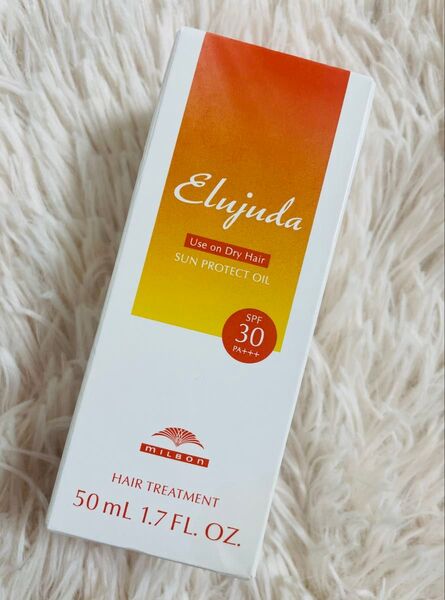 Elujuda
Use on Dry Hair
SUN PROTECT OIL
SPF
30
PA+++
MILBON
HAIR TREATMENT
50 mL 1.7 FL. OZ.